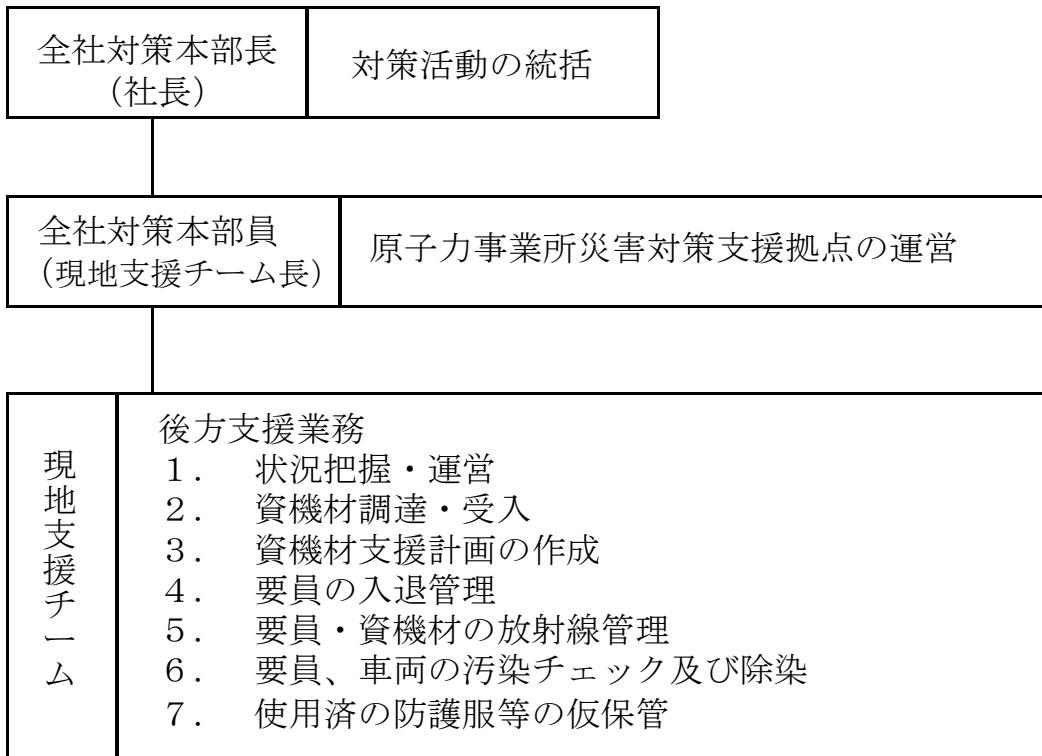 全社対策本部長
(社長)
対策活動の統括
全社対策本部員
(現地支援チーム長)
原子力事業所災害対策支援拠点の運営
現地支援チーム
後方支援業務
1. 状況把握・運営
2. 資機材調達・受入
3. 資機材支援計画の作成
4. 要員の入退管理
5. 要員・資機材の放射線管理
6. 要員、車両の汚染チェック及び除染
7. 使用済の防護服等の仮保管